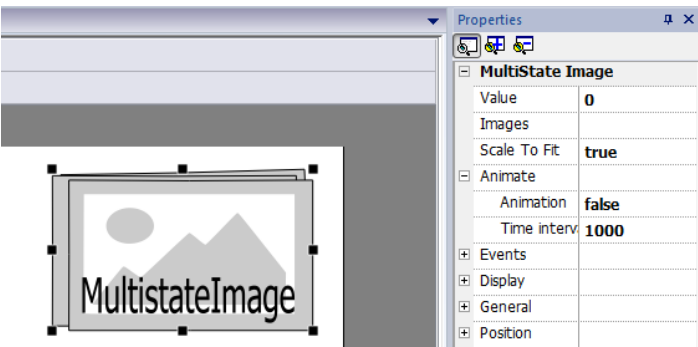 Properties
MultiState Image
Value 0
Images
Scale To Fit true
Animate
Animation false
Time interv 1000
Events
Display
General
Position
MultistateImage